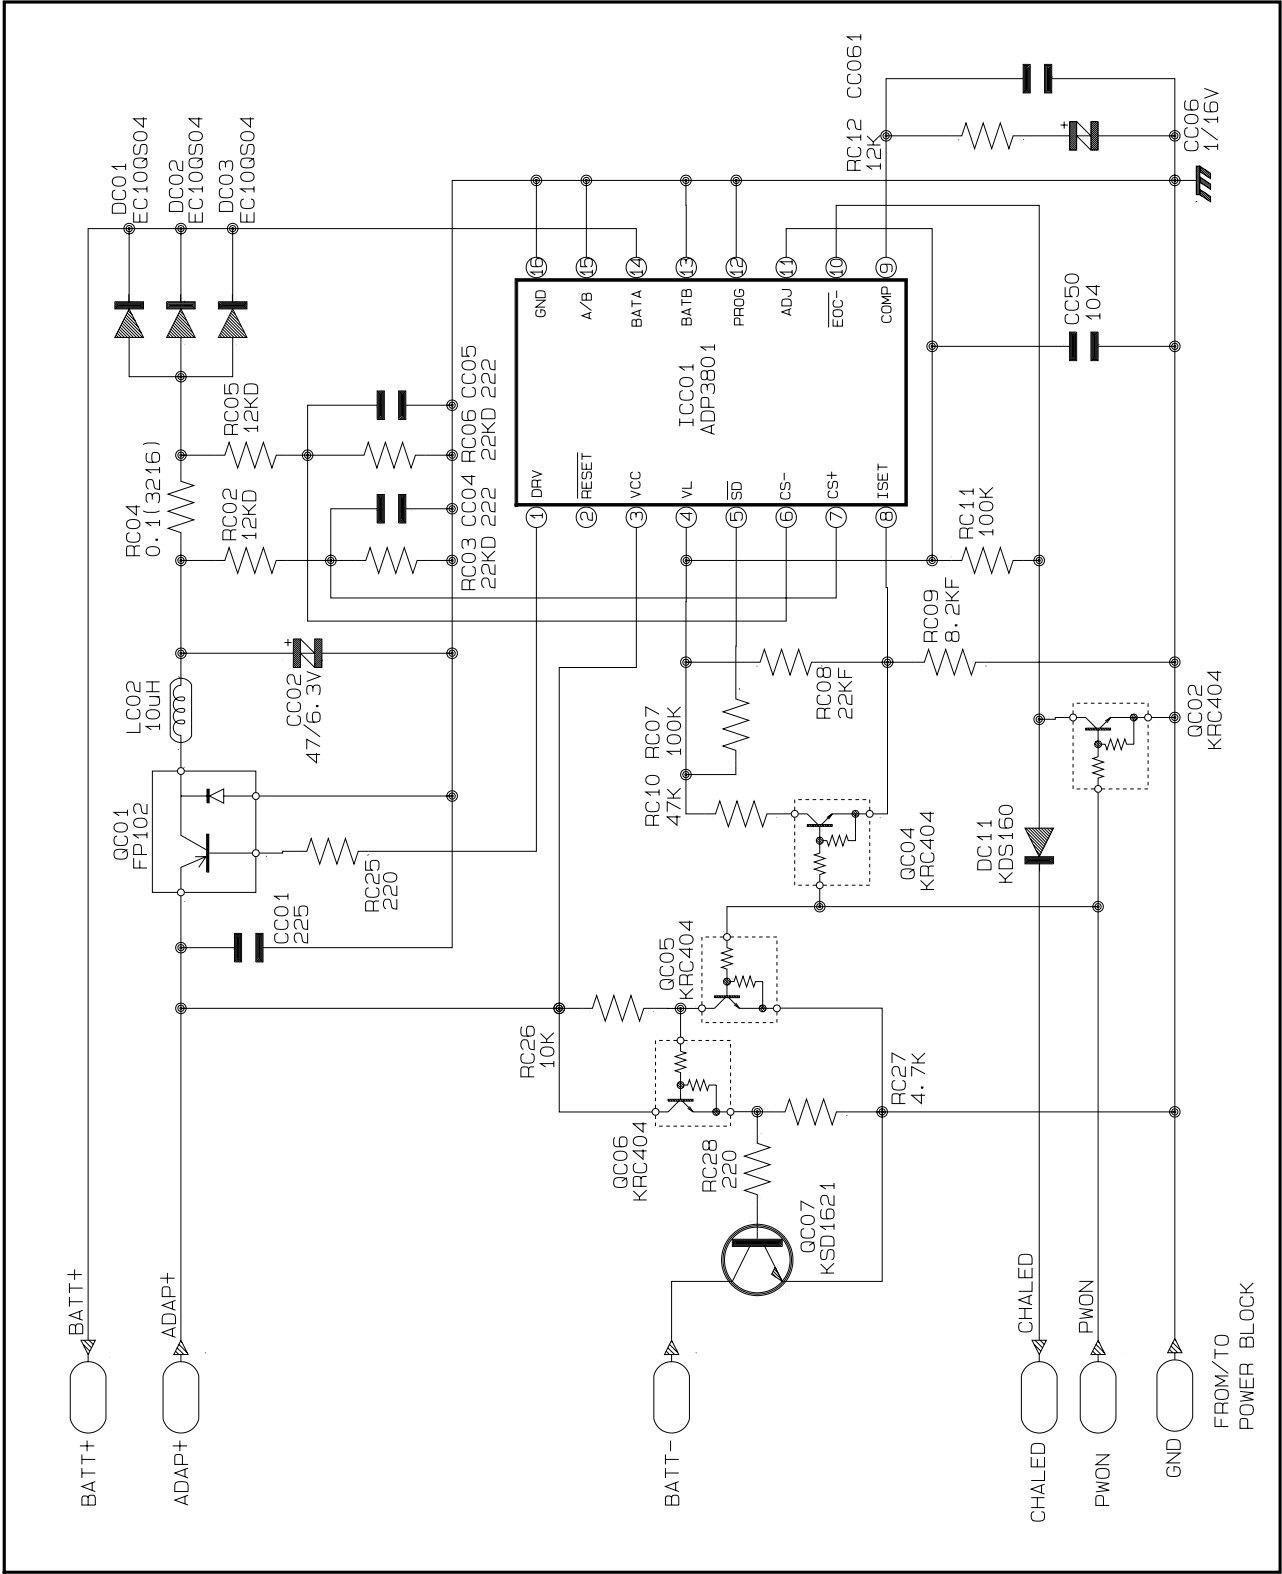 BATT+
BATT+
ADAP+
ADAP+
QC01
FP102
LC02
10uH
RC04
0.1(3216)
DC01
EC10QS04
DC02
EC10QS04
DC03
EC10QS04
CC01
225
RC25
220
CC02
47/6.3V
+
RC02
12KD
RC05
12KD
RC03 CC04
22KD 222
RC06 CC05
22KD 222
RC26
10K
QC05
KRC404
QC06
KRC404
RC28
220
QC07
KSD1621
RC27
4.7K
BATT-
RC10
47K
RC07
100K
RC08
22KF
QC04
KRC404
RC09
8.2KF
RC11
100K
1
DRV
2
RESET
3
VCC
4
VL
5
SD
6
CS-
7
CS+
8
ISET
ICC01
ADP3801
GND
16
A/B
15
BATA
14
BATB
13
PROG
12
ADJ
11
EOC-
10
COMP
9
RC12
12K
CC061
+
CC06
1/16V
CC50
104
DC11
KDS160
QC02
KRC404
CHALED
CHALED
PWON
PWON
GND
FROM/TO
POWER BLOCK